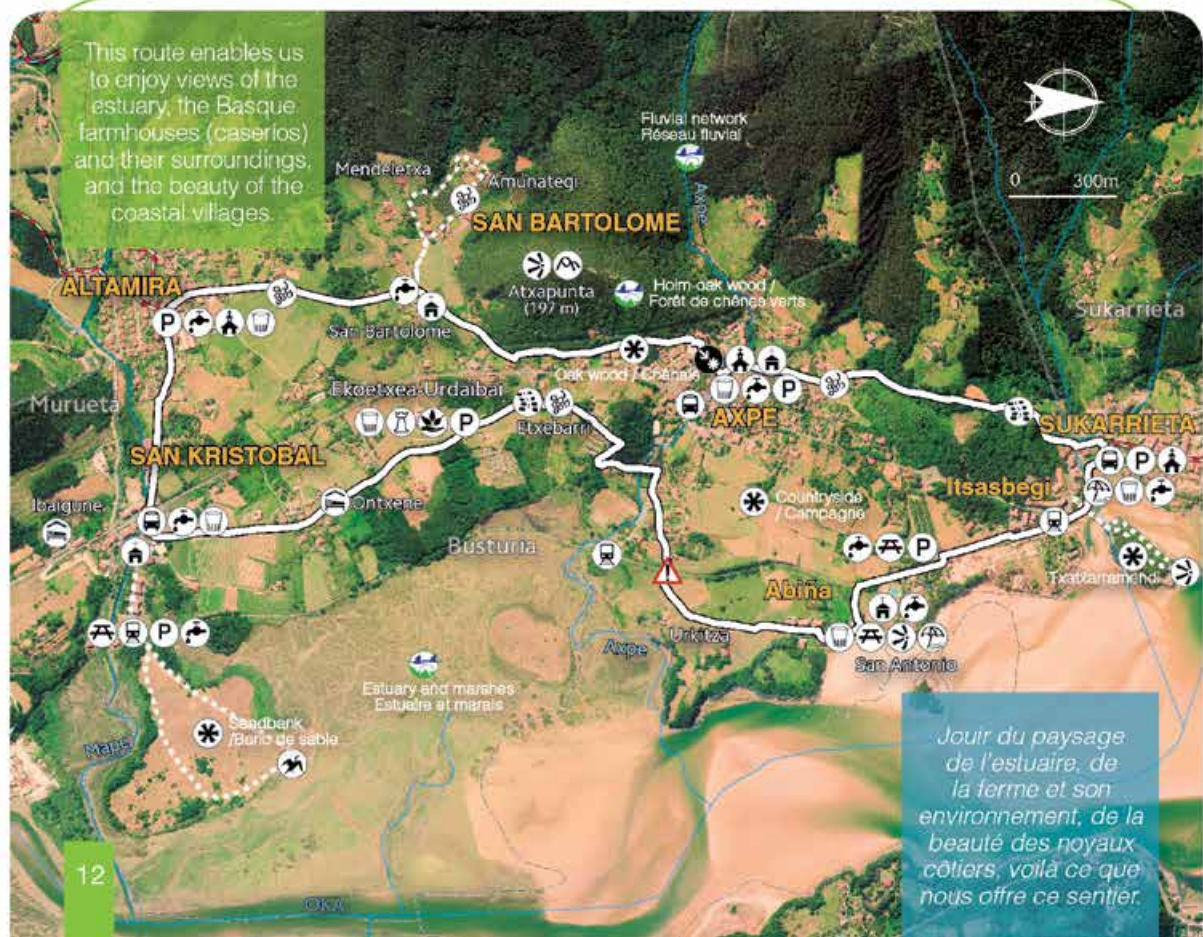 This route enables us
to enjoy views of the
estuary, the Basque
farmhouses (caseríos)
and their surroundings,
and the beauty of the
coastal villages.
Fluvial network
Réseau fluvial
0 300m
Mendeletxa
Amunategi
Axpe
SAN BARTOLOME
ALTAMIRA
Atxapunta
(197 m)
Holm-oak wood /
Forêt de chênes verts
Sukarrieta
P
San Bartolome
Oak wood / Chênaie
Ekoetxea-Urdaibai
Murueta
P
Etxebarri
P
AXPE
SUKARRIETA
SAN KRISTOBAL
P
Itsasbegi
Ibaigune
Ontxene
Countryside
/ Campagne
Busturia
P
Txatxarramendi
Abiña
P
Urkitza
Axpe
San Antonio
Estuary and marshes
Estuaire et marais
Sandbank
/Banc de sable
Mape
Jouir du paysage
de l'estuaire, de
la ferme et son
environnement, de la
beauté des noyaux
côtiers, voilà ce que
nous offre ce sentier.
12
OKA